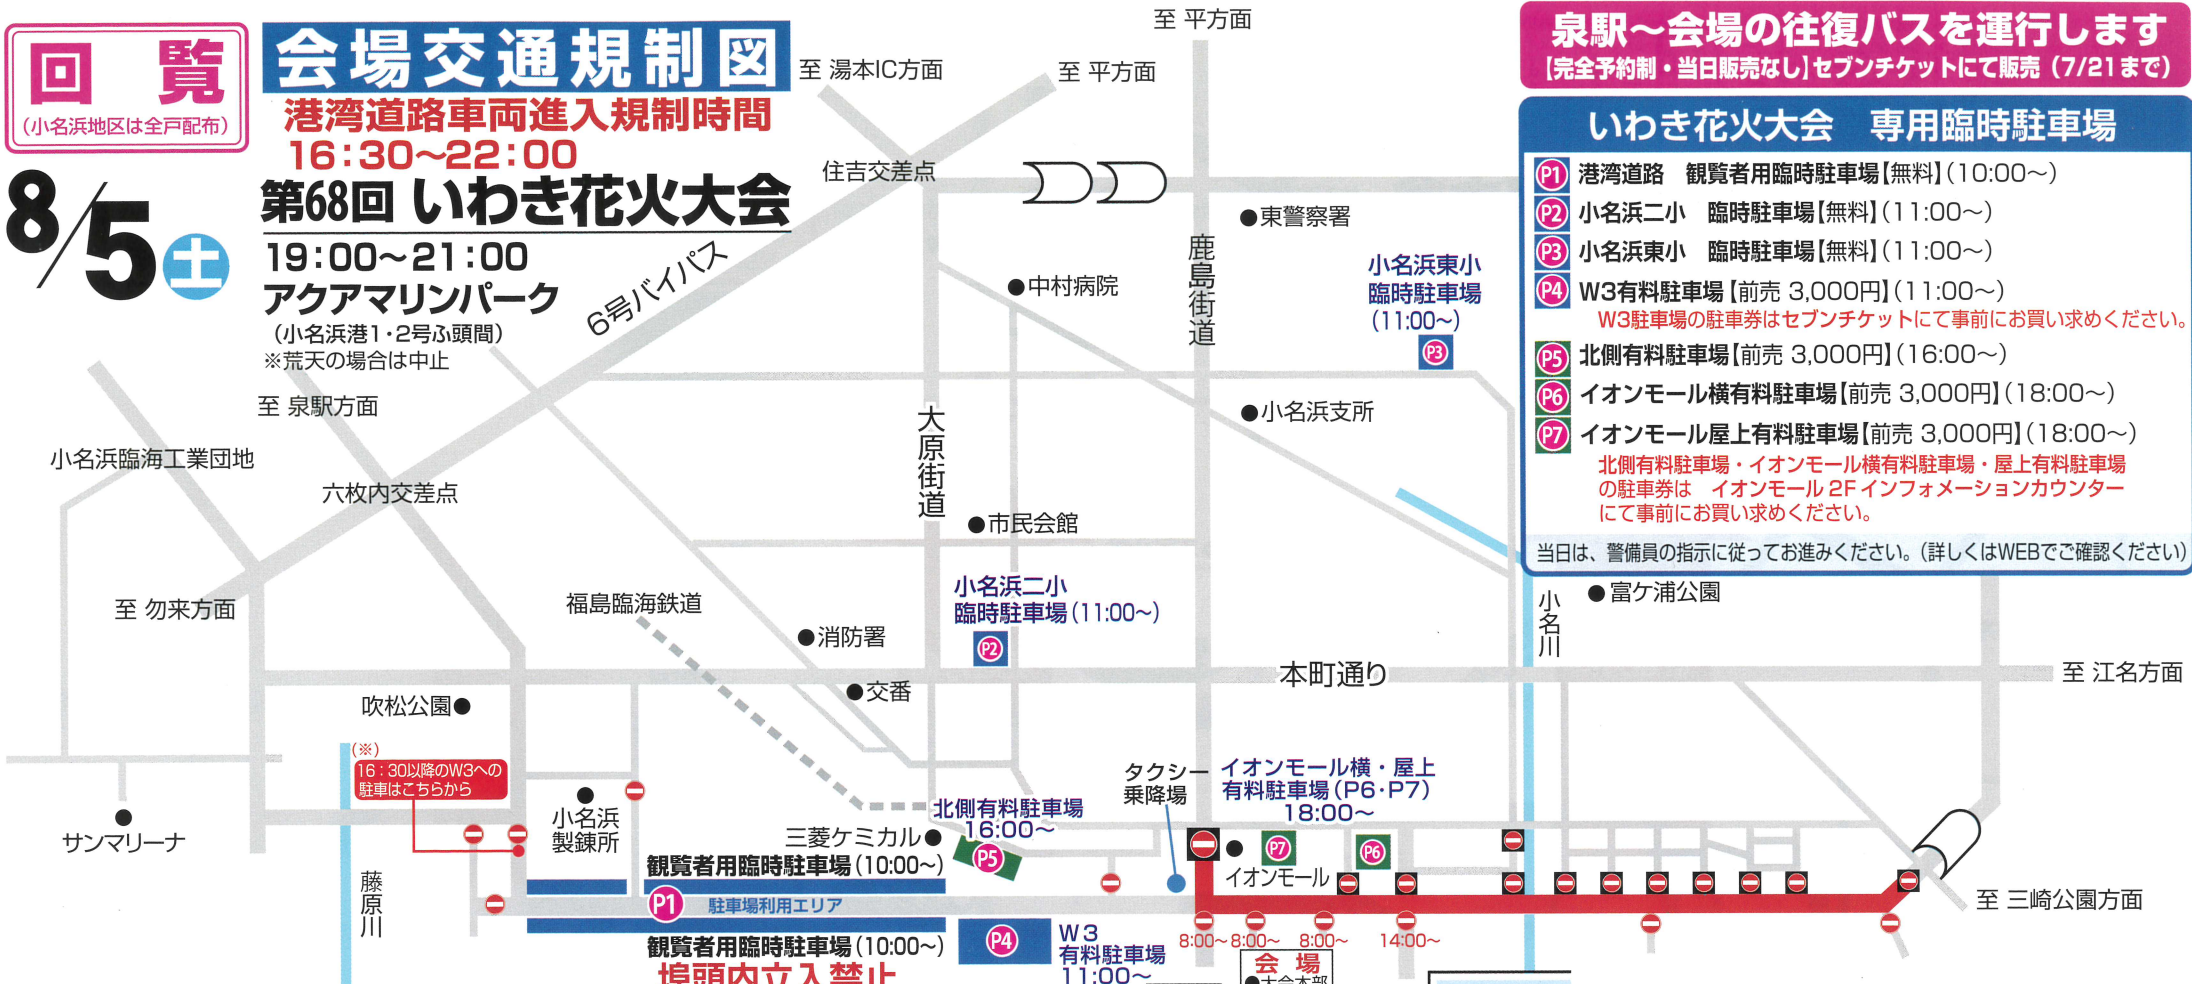 回覧
(小名浜地区は全戸配布)
8/5 土
会場交通規制図
港湾道路車両進入規制時間
16:30～22:00
第68回 いわき花火大会
19:00～21:00
アクアマリンパーク
(小名浜港1・2号ふ頭間)
※荒天の場合は中止
泉駅～会場の往復バスを運行します
【完全予約制・当日販売なし】セブンチケットにて販売（7/21まで）
いわき花火大会　専用臨時駐車場
P1 港湾道路　観覧者用臨時駐車場【無料】(10:00～)
P2 小名浜二小　臨時駐車場【無料】(11:00～)
P3 小名浜東小　臨時駐車場【無料】(11:00～)
P4 W3有料駐車場【前売 3,000円】(11:00～)
W3駐車場の駐車券はセブンチケットにて事前にお買い求めください。
P5 北側有料駐車場【前売 3,000円】(16:00～)
P6 イオンモール横有料駐車場【前売 3,000円】(18:00～)
P7 イオンモール屋上有料駐車場【前売 3,000円】(18:00～)
北側有料駐車場・イオンモール横有料駐車場・屋上有料駐車場
の駐車券は　イオンモール2Fインフォメーションカウンター
にて事前にお買い求めください。
当日は、警備員の指示に従ってお進みください。(詳しくはWEBでご確認ください)
至 平方面
至 湯本IC方面
至 平方面
住吉交差点
東警察署
鹿島街道
中村病院
小名浜東小
臨時駐車場
(11:00～)
P3
6号バイパス
至 泉駅方面
大原街道
小名浜支所
小名浜臨海工業団地
六枚内交差点
市民会館
小名浜二小
臨時駐車場(11:00～)
P2
至 勿来方面
福島臨海鉄道
消防署
富ケ浦公園
小名川
本町通り
至 江名方面
交番
吹松公園
(※)
16:30以降のW3への
駐車はこちらから
サンマリーナ
藤原川
小名浜
製錬所
三菱ケミカル
北側有料駐車場
16:00～
P5
タクシー
乗降場
イオンモール横・屋上
有料駐車場(P6・P7)
18:00～
P7
P6
イオンモール
観覧者用臨時駐車場(10:00～)
P1
駐車場利用エリア
観覧者用臨時駐車場(10:00～)
埠頭内立入禁止
P4
W3
有料駐車場
11:00～
8:00～
8:00～
8:00～
14:00～
会場
大会本部
至 三崎公園方面